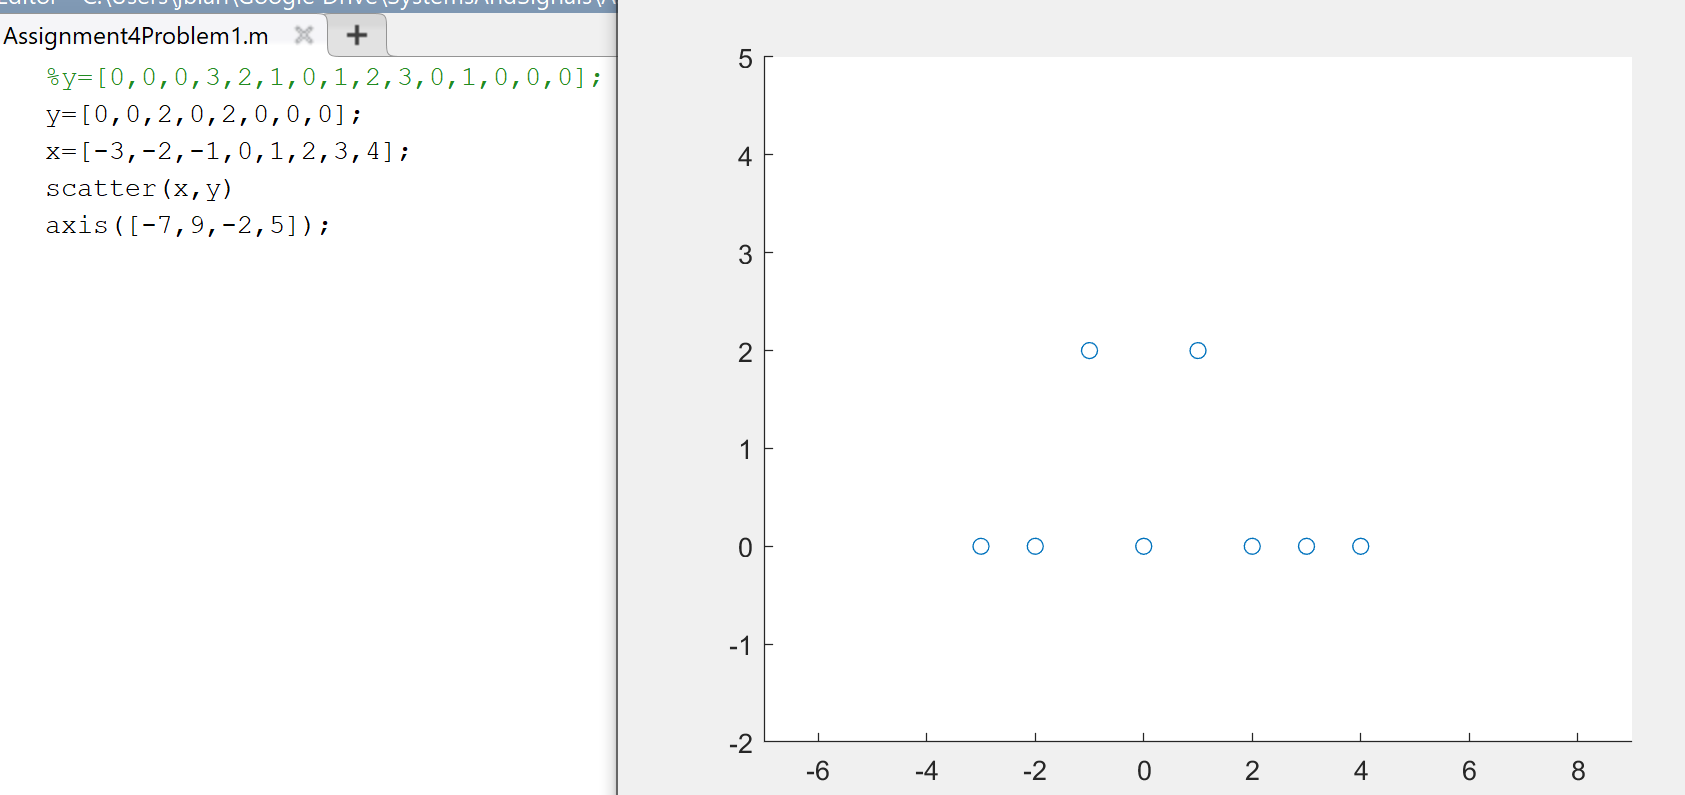 Assignment4Problem1.m
%y=[0,0,0,3,2,1,0,1,2,3,0,1,0,0,0];
y=[0,0,2,0,2,0,0,0];
x=[-3,-2,-1,0,1,2,3,4];
scatter(x,y)
axis([-7,9,-2,5]);
5
4
3
2
1
0
-1
-2
-6 -4 -2 0 2 4 6 8